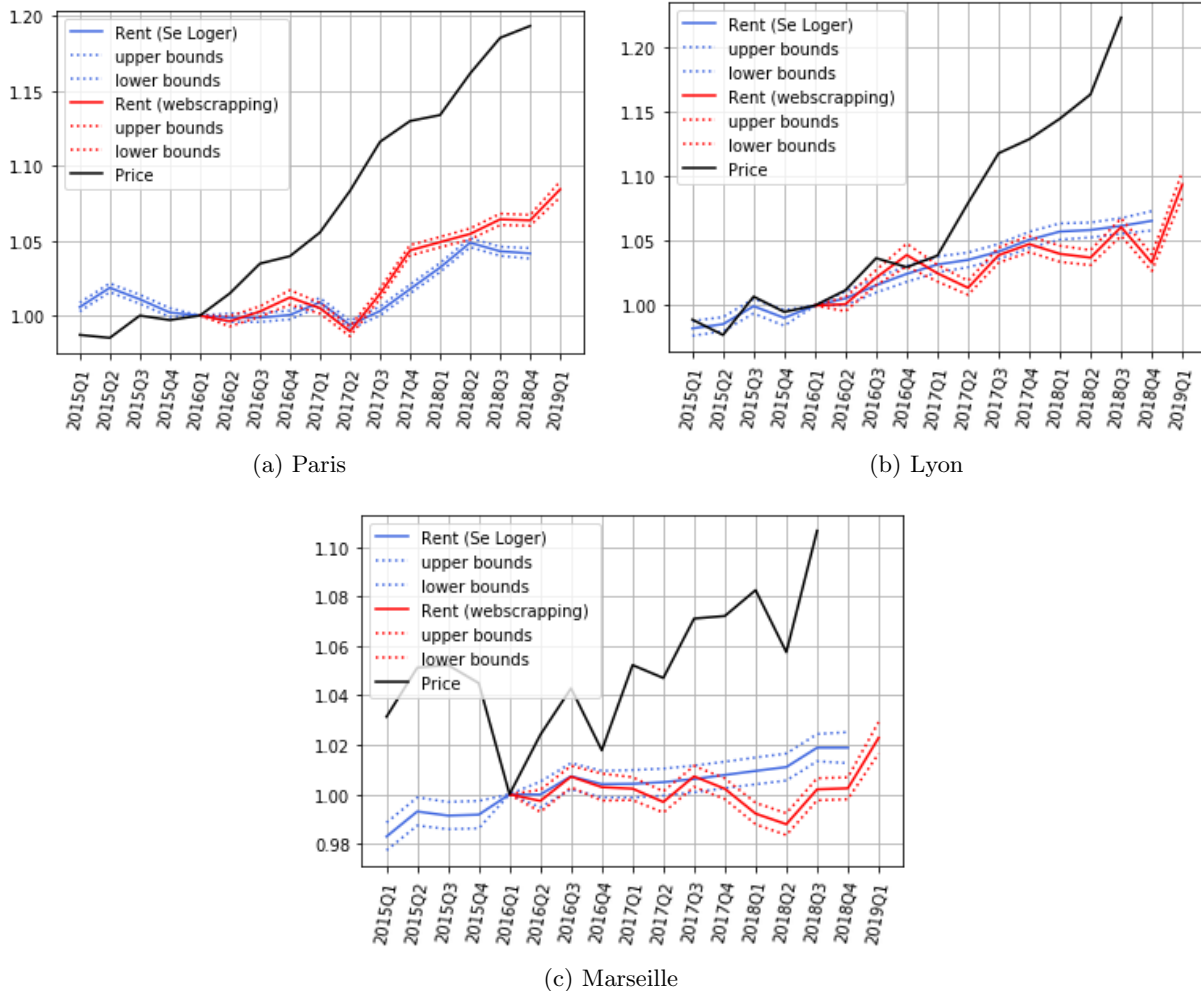 1.20
1.15
1.10
1.05
1.00
Rent (Se Loger)
upper bounds
lower bounds
Rent (webscrapping)
upper bounds
lower bounds
Price
2015Q1 2015Q2 2015Q3 2015Q4 2016Q1 2016Q2 2016Q3 2016Q4 2017Q1 2017Q2 2017Q3 2017Q4 2018Q1 2018Q2 2018Q3 2018Q4 2019Q1
(a) Paris
1.20
1.15
1.10
1.05
1.00
Rent (Se Loger)
upper bounds
lower bounds
Rent (webscrapping)
upper bounds
lower bounds
Price
2015Q1 2015Q2 2015Q3 2015Q4 2016Q1 2016Q2 2016Q3 2016Q4 2017Q1 2017Q2 2017Q3 2017Q4 2018Q1 2018Q2 2018Q3 2018Q4 2019Q1
(b) Lyon
1.10
1.08
1.06
1.04
1.02
1.00
0.98
Rent (Se Loger)
upper bounds
lower bounds
Rent (webscrapping)
upper bounds
lower bounds
Price
2015Q1 2015Q2 2015Q3 2015Q4 2016Q1 2016Q2 2016Q3 2016Q4 2017Q1 2017Q2 2017Q3 2017Q4 2018Q1 2018Q2 2018Q3 2018Q4 2019Q1
(c) Marseille